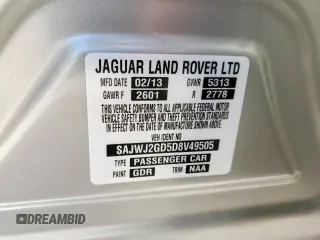 JAGUAR LAND ROVER LTD
MFG DATE 02/13 GVWR 5313
GAWR F 2601 R 2778
THIS VEHICLE CONFORMS TO ALL APPLICABLE FEDERAL MOTOR
VEHICLE SAFETY, BUMPER AND THEFT PREVENTION STANDARDS
IN EFFECT ON THE DATE OF MANUFACTURE SHOWN ABOVE
VEH IDENT NO
SAJWJ2GD5D8V49505
TYPE PASSENGER CAR
PAINT GDR TRIM NAA
DREAMBID